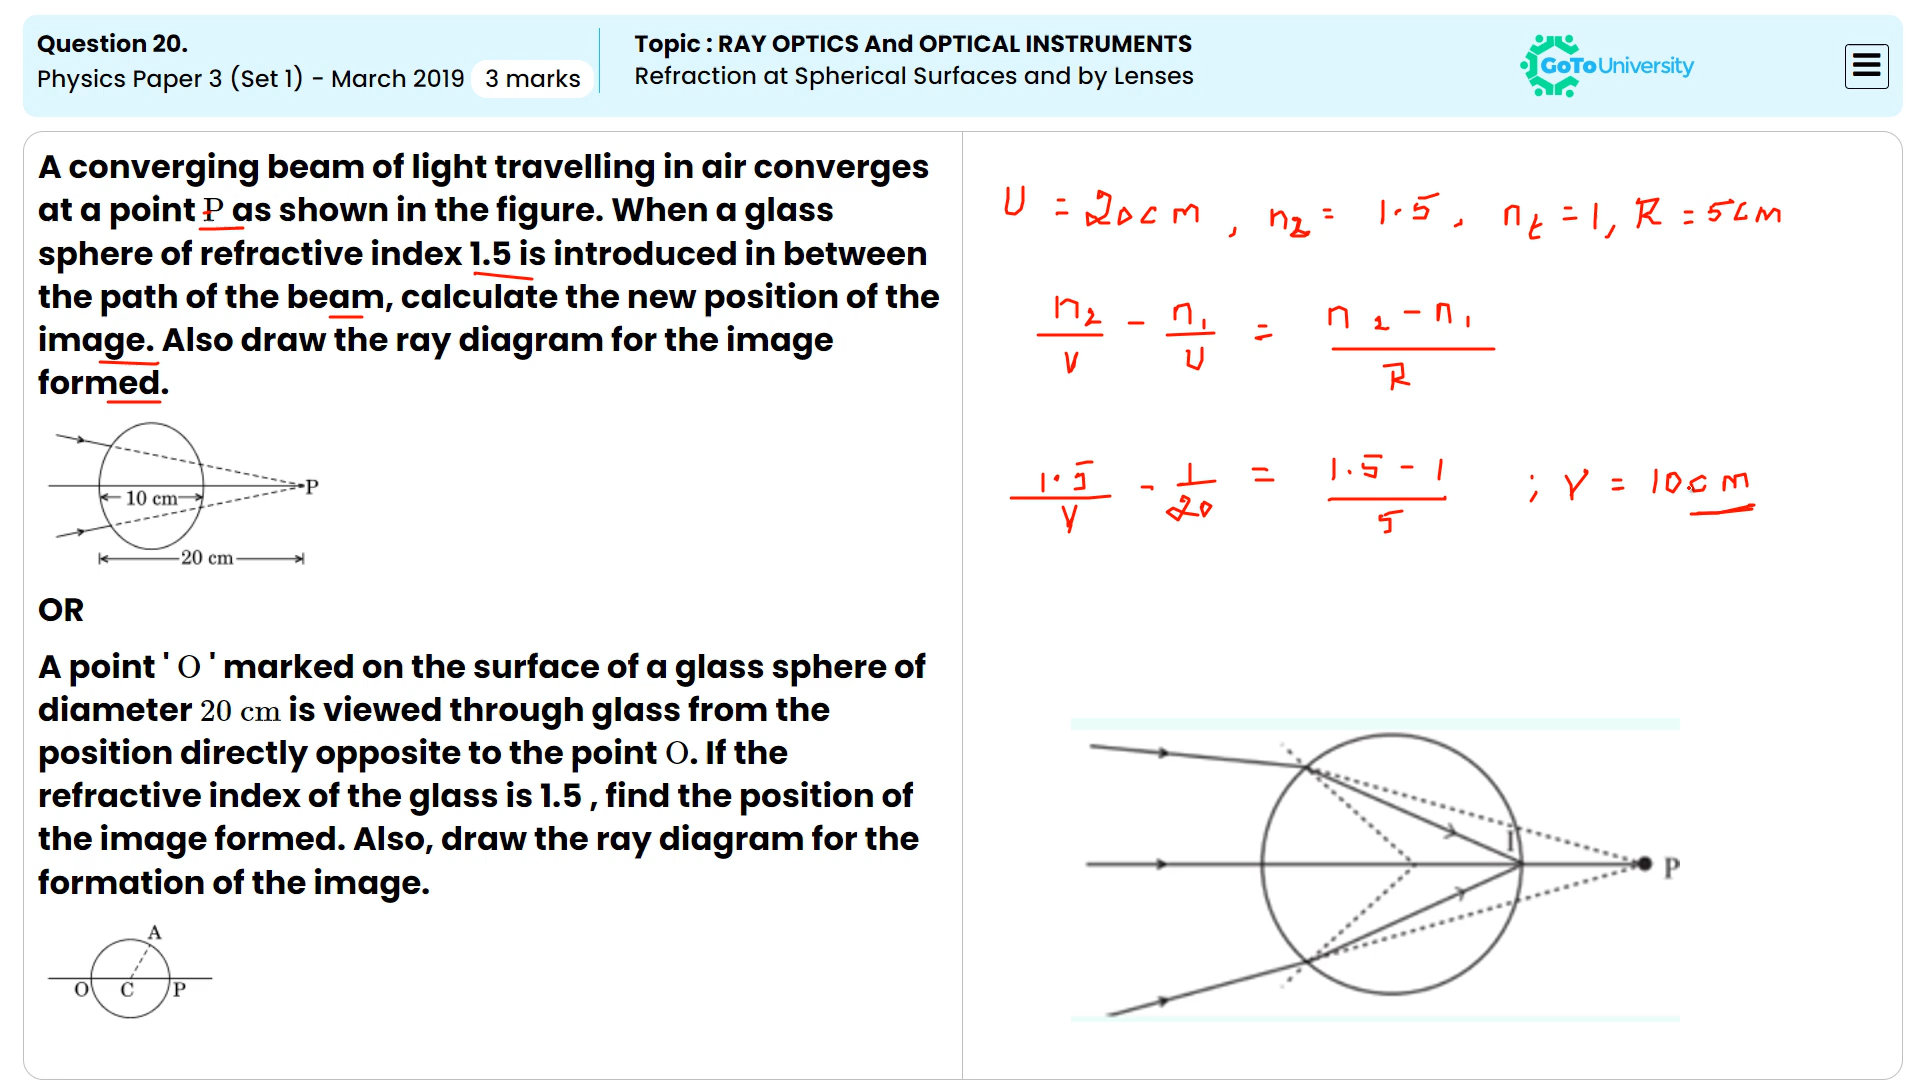 Question 20.
Physics Paper 3 (Set 1) - March 2019 3 marks
Topic : RAY OPTICS And OPTICAL INSTRUMENTS
Refraction at Spherical Surfaces and by Lenses
GoToUniversity
A converging beam of light travelling in air converges
at a point P as shown in the figure. When a glass
sphere of refractive index 1.5 is introduced in between
the path of the beam, calculate the new position of the
image. Also draw the ray diagram for the image
formed.
P
10 cm
20 cm
OR
A point ' O ' marked on the surface of a glass sphere of
diameter 20 cm is viewed through glass from the
position directly opposite to the point O. If the
refractive index of the glass is 1.5 , find the position of
the image formed. Also, draw the ray diagram for the
formation of the image.
A
O C P
U = 20cm, n2 = 1.5, nt = 1, R = 5cm
n2/v - n1/U = n2 - n1/R
1.5/v - 1/20 = 1.5 - 1/5 ; v = 10cm
I
P